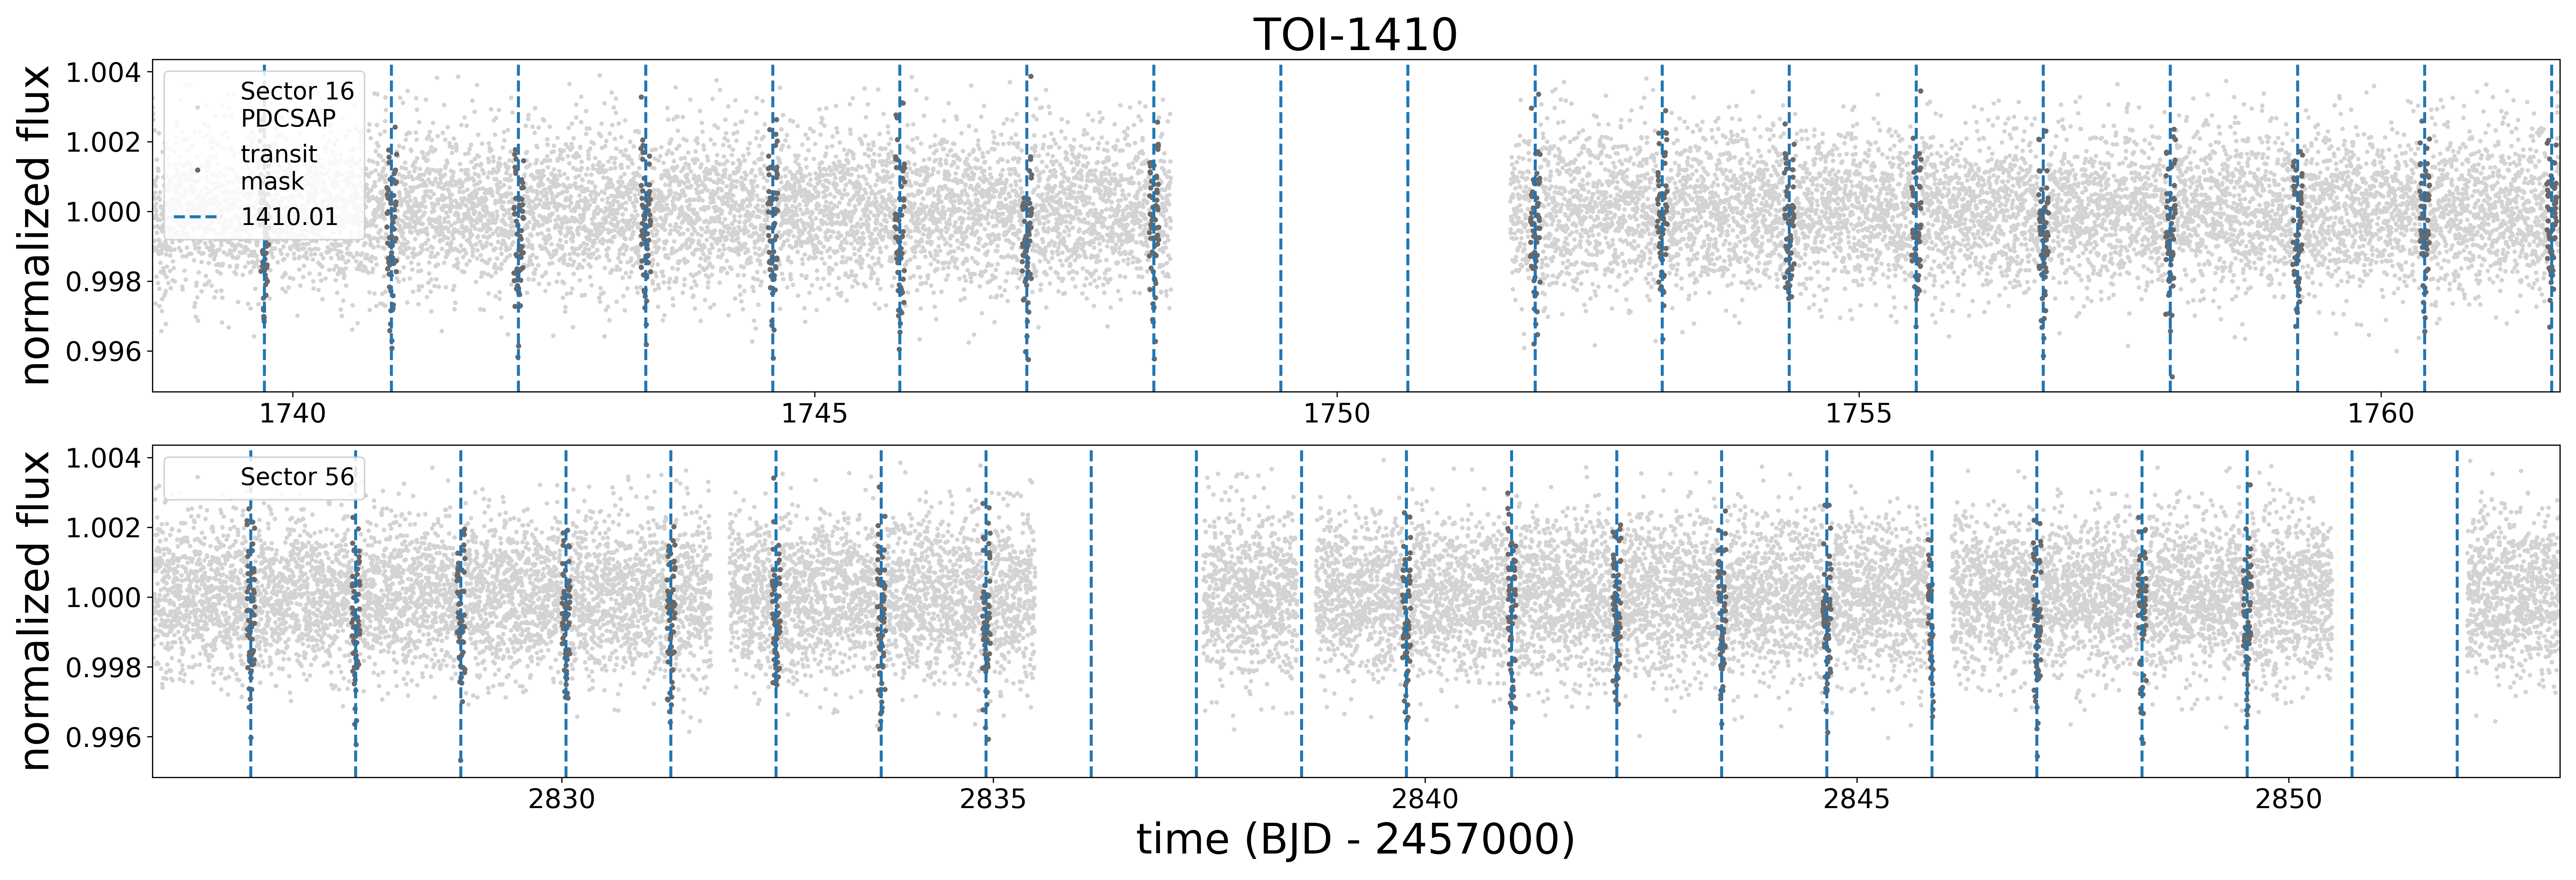 TOI-1410
normalized flux
1.004
1.002
1.000
0.998
0.996
Sector 16
PDCSAP
transit
mask
1410.01
1740
1745
1750
1755
1760
normalized flux
1.004
1.002
1.000
0.998
0.996
Sector 56
2830
2835
2840
2845
2850
time (BJD - 2457000)